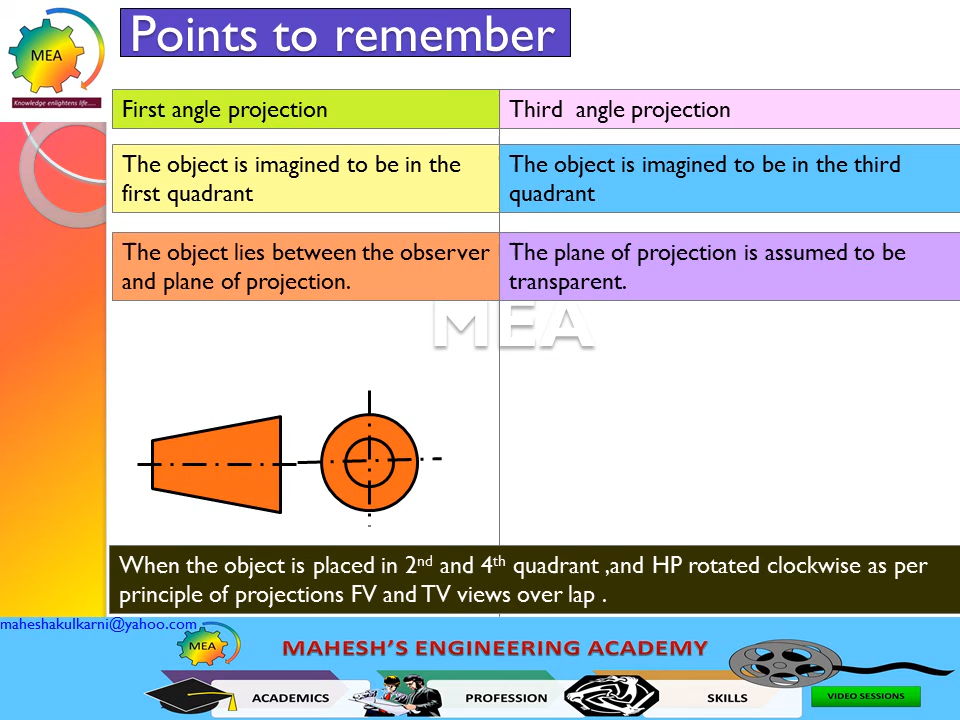 MEA
Knowledge enlightens life.....
Points to remember
First angle projection
Third  angle projection
The object is imagined to be in the
first quadrant
The object is imagined to be in the third
quadrant
The object lies between the observer
and plane of projection.
The plane of projection is assumed to be
transparent.
MEA
When the object is placed in 2nd and 4th quadrant ,and HP rotated clockwise as per
principle of projections FV and TV views over lap .
maheshakulkarni@yahoo.com
MEA
MAHESH'S ENGINEERING ACADEMY
ACADEMICS
PROFESSION
SKILLS
VIDEO SESSIONS